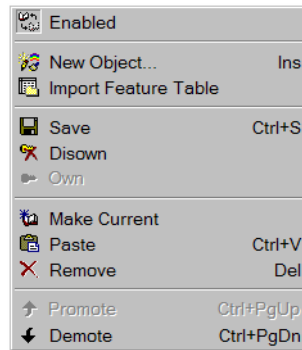 Enabled
New Object... Ins
Import Feature Table
Save Ctrl+S
Disown
Own
Make Current
Paste Ctrl+V
Remove Del
Promote Ctrl+PgUp
Demote Ctrl+PgDn